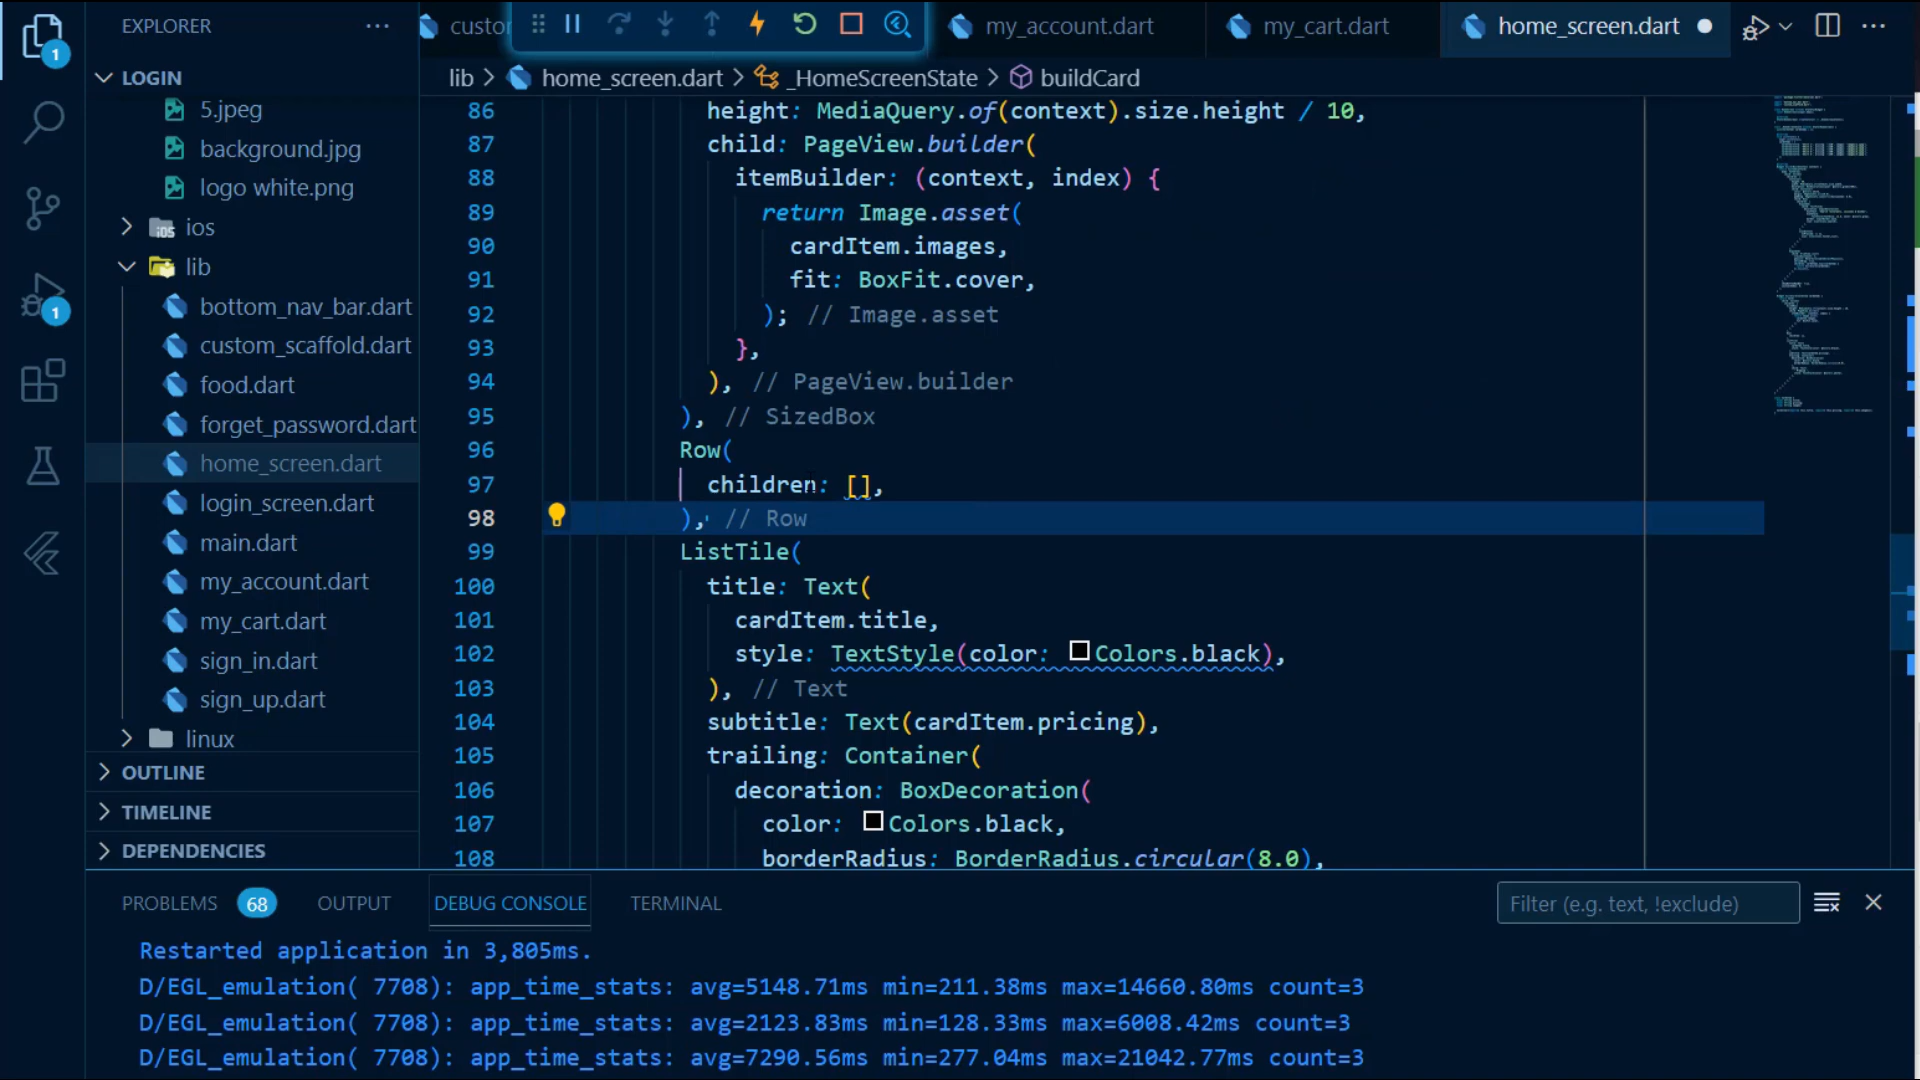 EXPLORER
LOGIN
5.jpeg
background.jpg
logo white.png
ios
lib
bottom_nav_bar.dart
custom_scaffold.dart
food.dart
forget_password.dart
home_screen.dart
login_screen.dart
main.dart
my_account.dart
my_cart.dart
sign_in.dart
sign_up.dart
linux
OUTLINE
TIMELINE
DEPENDENCIES
1
1
my_account.dart
my_cart.dart
home_screen.dart
lib > home_screen.dart > _HomeScreenState > buildCard
86 height: MediaQuery.of(context).size.height / 10,
87 child: PageView.builder(
88 itemBuilder: (context, index) {
89 return Image.asset(
90 cardItem.images,
91 fit: BoxFit.cover,
92 ); // Image.asset
93 },
94 ), // PageView.builder
95 ), // SizedBox
96 Row(
97 children: [],
98 ), // Row
99 ListTile(
100 title: Text(
101 cardItem.title,
102 style: TextStyle(color: Colors.black),
103 ), // Text
104 subtitle: Text(cardItem.pricing),
105 trailing: Container(
106 decoration: BoxDecoration(
107 color: Colors.black,
108 borderRadius: BorderRadius.circular(8.0),
PROBLEMS 68 OUTPUT DEBUG CONSOLE TERMINAL
Filter (e.g. text, !exclude)
Restarted application in 3,805ms.
D/EGL_emulation( 7708): app_time_stats: avg=5148.71ms min=211.38ms max=14660.80ms count=3
D/EGL_emulation( 7708): app_time_stats: avg=2123.83ms min=128.33ms max=6008.42ms count=3
D/EGL_emulation( 7708): app_time_stats: avg=7290.56ms min=277.04ms max=21042.77ms count=3